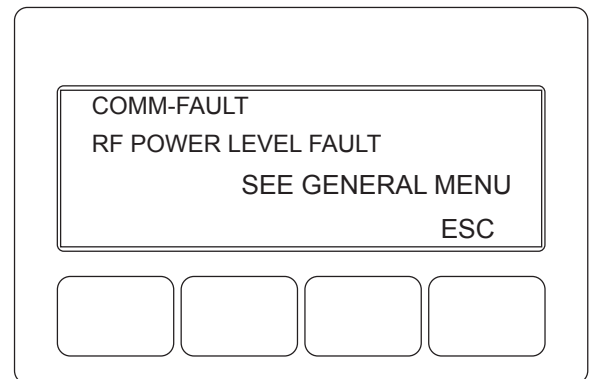 COMM-FAULT
RF POWER LEVEL FAULT
SEE GENERAL MENU
ESC